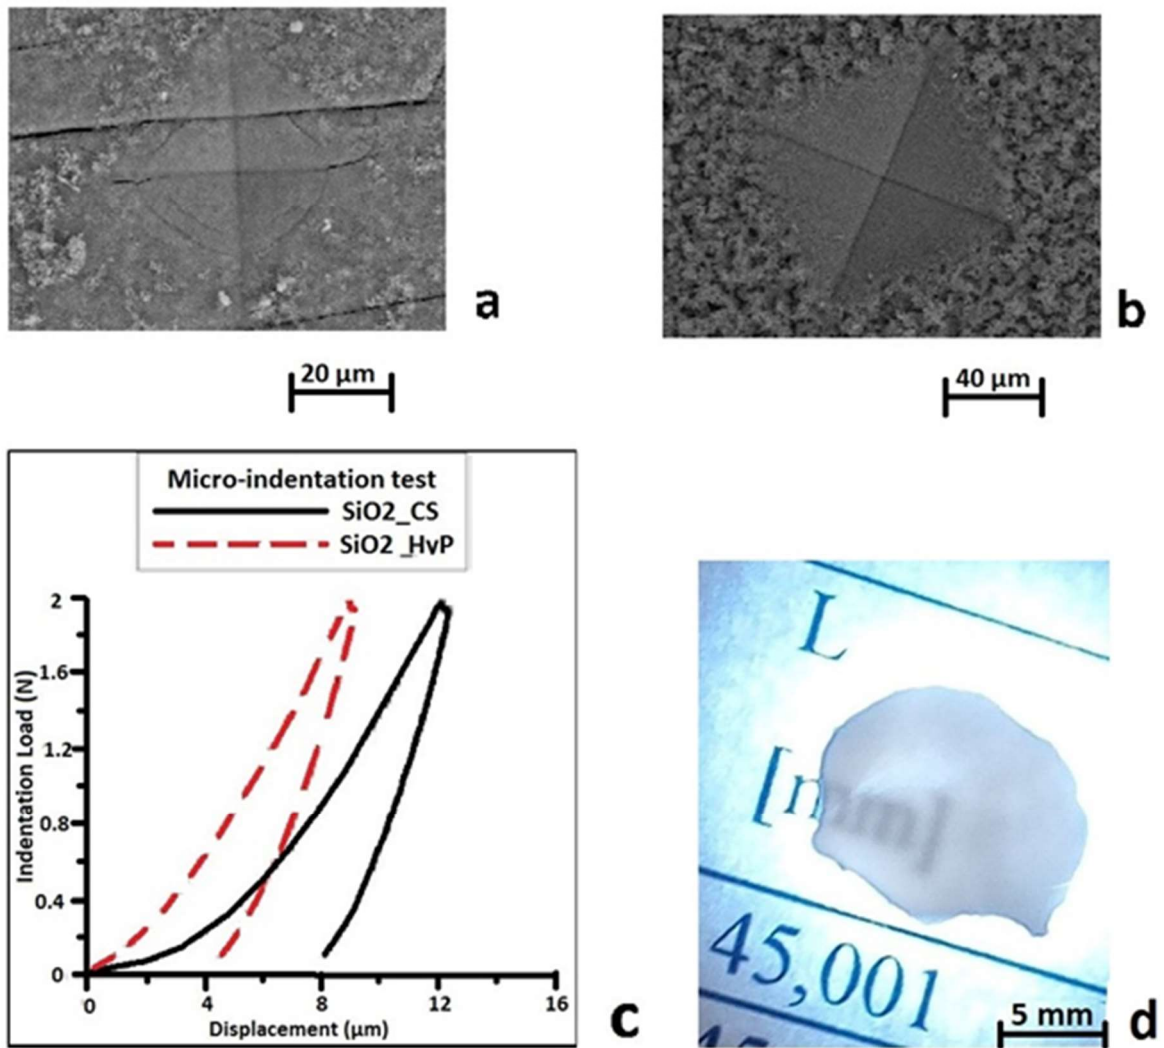 a
b
20 µm
40 µm
Micro-indentation test
SiO2_CS
SiO2_HvP
2
1.6
1.2
0.8
0.4
0
Indentation Load (N)
0 4 8 12 16
Displacement (µm)
c
L
[mm]
45,001
5 mm
d